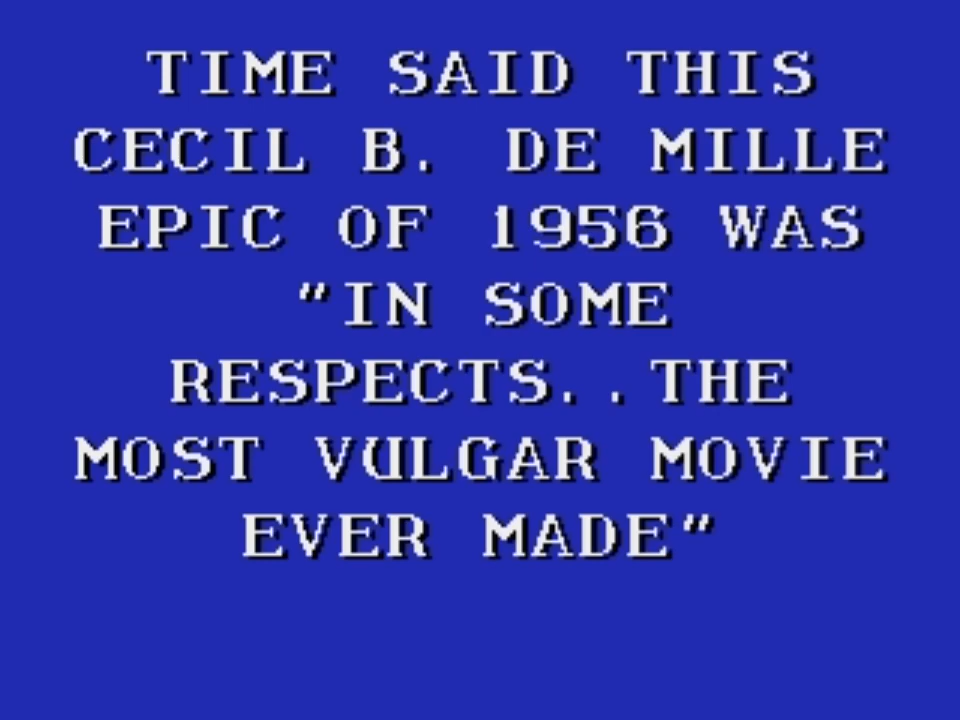 TIME SAID THIS
CECIL B. DE MILLE
EPIC OF 1956 WAS
"IN SOME
RESPECTS..THE
MOST VULGAR MOVIE
EVER MADE"